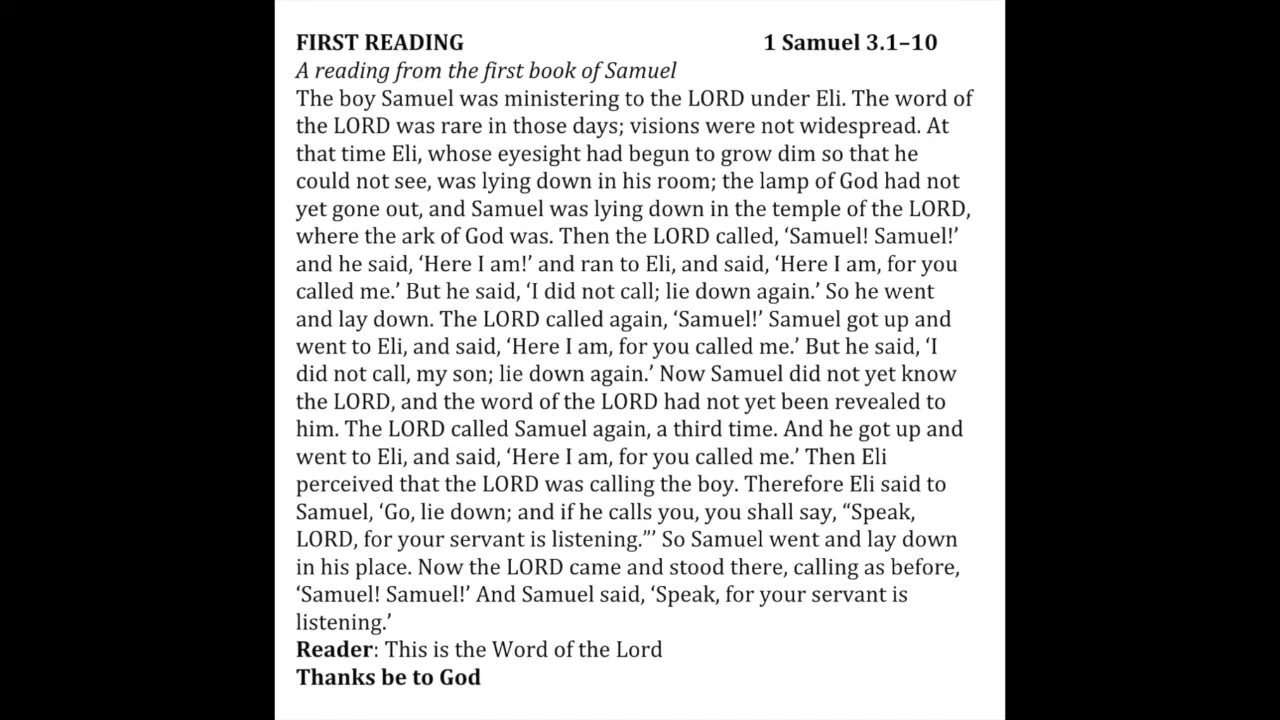 FIRST READING 1 Samuel 3.1–10
A reading from the first book of Samuel
The boy Samuel was ministering to the LORD under Eli. The word of
the LORD was rare in those days; visions were not widespread. At
that time Eli, whose eyesight had begun to grow dim so that he
could not see, was lying down in his room; the lamp of God had not
yet gone out, and Samuel was lying down in the temple of the LORD,
where the ark of God was. Then the LORD called, ‘Samuel! Samuel!’
and he said, ‘Here I am!’ and ran to Eli, and said, ‘Here I am, for you
called me.’ But he said, ‘I did not call; lie down again.’ So he went
and lay down. The LORD called again, ‘Samuel!’ Samuel got up and
went to Eli, and said, ‘Here I am, for you called me.’ But he said, ‘I
did not call, my son; lie down again.’ Now Samuel did not yet know
the LORD, and the word of the LORD had not yet been revealed to
him. The LORD called Samuel again, a third time. And he got up and
went to Eli, and said, ‘Here I am, for you called me.’ Then Eli
perceived that the LORD was calling the boy. Therefore Eli said to
Samuel, ‘Go, lie down; and if he calls you, you shall say, “Speak,
LORD, for your servant is listening.”’ So Samuel went and lay down
in his place. Now the LORD came and stood there, calling as before,
‘Samuel! Samuel!’ And Samuel said, ‘Speak, for your servant is
listening.’
Reader: This is the Word of the Lord
Thanks be to God